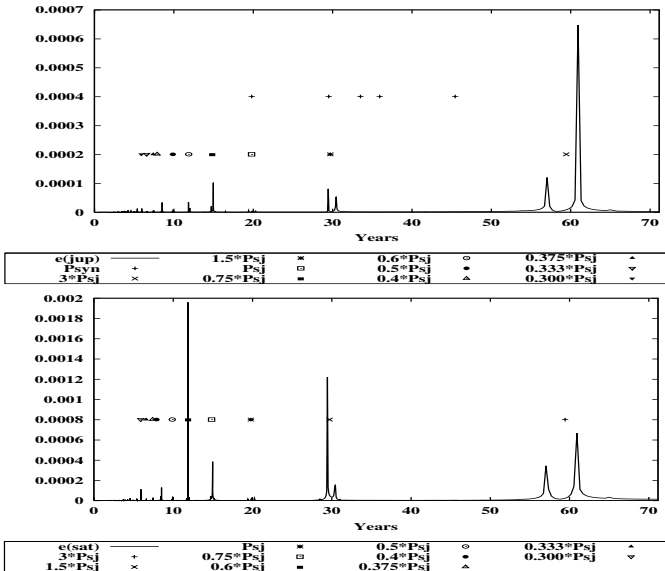 0.0007
0.0006
0.0005
0.0004
0.0003
0.0002
0.0001
0
0 10 20 30 40 50 60 70
Years
e(jup) 1.5*Psj 0.6*Psj 0.375*Psj
Psyn Psj 0.5*Psj 0.333*Psj
3*Psj 0.75*Psj 0.4*Psj 0.300*Psj
0.002
0.0018
0.0016
0.0014
0.0012
0.001
0.0008
0.0006
0.0004
0.0002
0
0 10 20 30 40 50 60 70
Years
e(sat) Psj 0.5*Psj 0.333*Psj
3*Psj 0.75*Psj 0.4*Psj 0.300*Psj
1.5*Psj 0.6*Psj 0.375*Psj